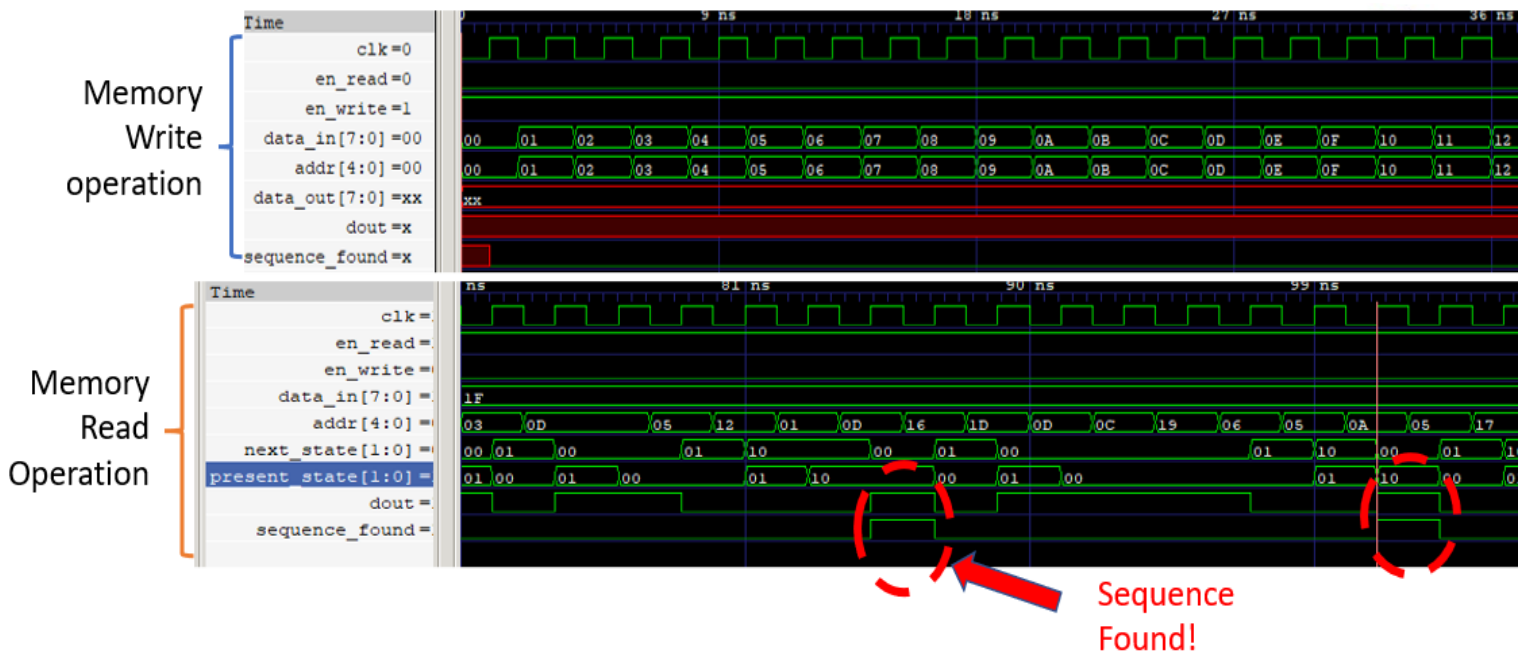 Memory
Write
operation
Time
9 ns
18 ns
27 ns
36 ns
clk=0
en_read=0
en_write=1
data_in[7:0]=00
00 01 02 03 04 05 06 07 08 09 0A 0B 0C 0D 0E 0F 10 11 12
addr[4:0]=00
00 01 02 03 04 05 06 07 08 09 0A 0B 0C 0D 0E 0F 10 11 12
data_out[7:0]=xx
xx
dout=x
sequence_found=x
Memory
Read
Operation
Time
ns
81 ns
90 ns
99 ns
clk=
en_read=
en_write=
data_in[7:0]=
1F
addr[4:0]=
03 0D 05 12 01 0D 16 1D 0D 0C 19 06 05 0A 05 17
next_state[1:0]=
00 01 00 01 10 00 01 00 01 10 00 01
present_state[1:0]=
01 00 01 00 01 10 00 01 00 01 10 00
dout=
sequence_found=
Sequence
Found!